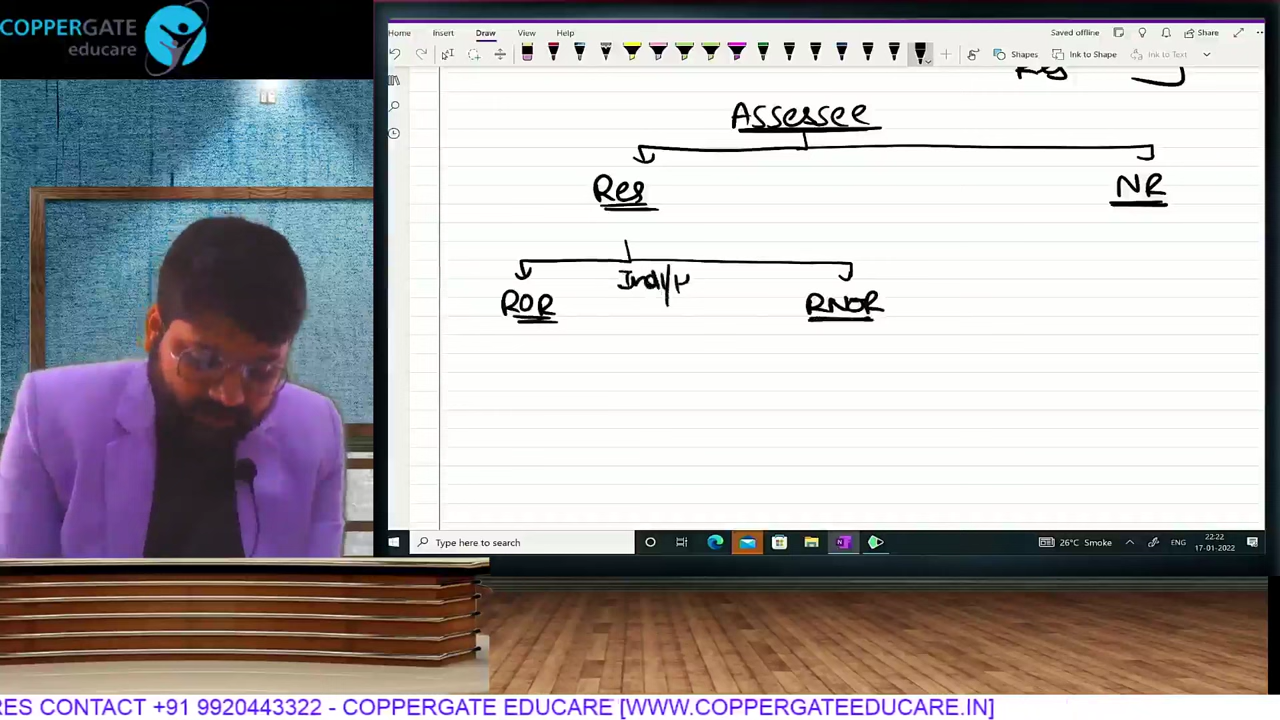 COPPERGATE
educare
Home Insert Draw View Help
Saved offline
Share
Shapes
Ink to Shape
Ink to Text
Res
Assessee
Res
NR
Indi/H
ROR
RNOR
Type here to search
26°C Smoke
ENG
22:22
17-01-2022
RES CONTACT +91 9920443322 - COPPERGATE EDUCARE [WWW.COPPERGATEEDUCARE.IN]